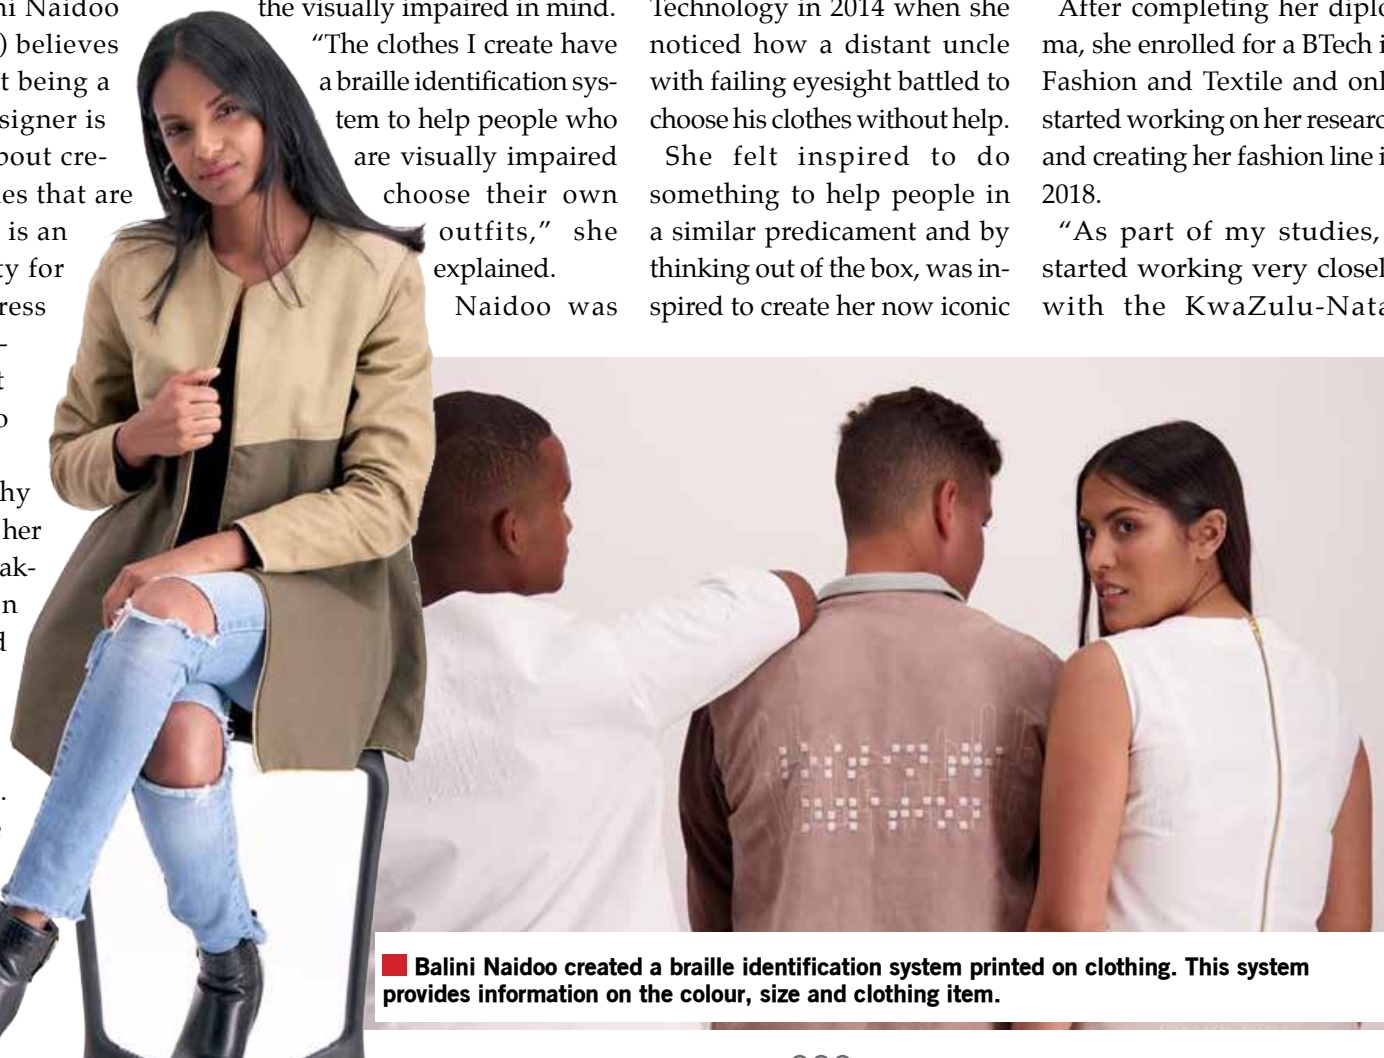 ni Naidoo
) believes
t being a
signer is
bout cre-
es that are
is an
ty for
ress
-
t
o
hy
her
ak-
n
d
.
the visually impaired in mind.
“The clothes I create have
a braille identification sys-
tem to help people who
are visually impaired
choose their own
outfits,” she
explained.
Naidoo was
Technology in 2014 when she
noticed how a distant uncle
with failing eyesight battled to
choose his clothes without help.
She felt inspired to do
something to help people in
a similar predicament and by
thinking out of the box, was in-
spired to create her now iconic
After completing her diplo-
ma, she enrolled for a BTech i
Fashion and Textile and onl
started working on her researc
and creating her fashion line i
2018.
“As part of my studies,
started working very closel
with the KwaZulu-Nata
Balini Naidoo created a braille identification system printed on clothing. This system
provides information on the colour, size and clothing item.